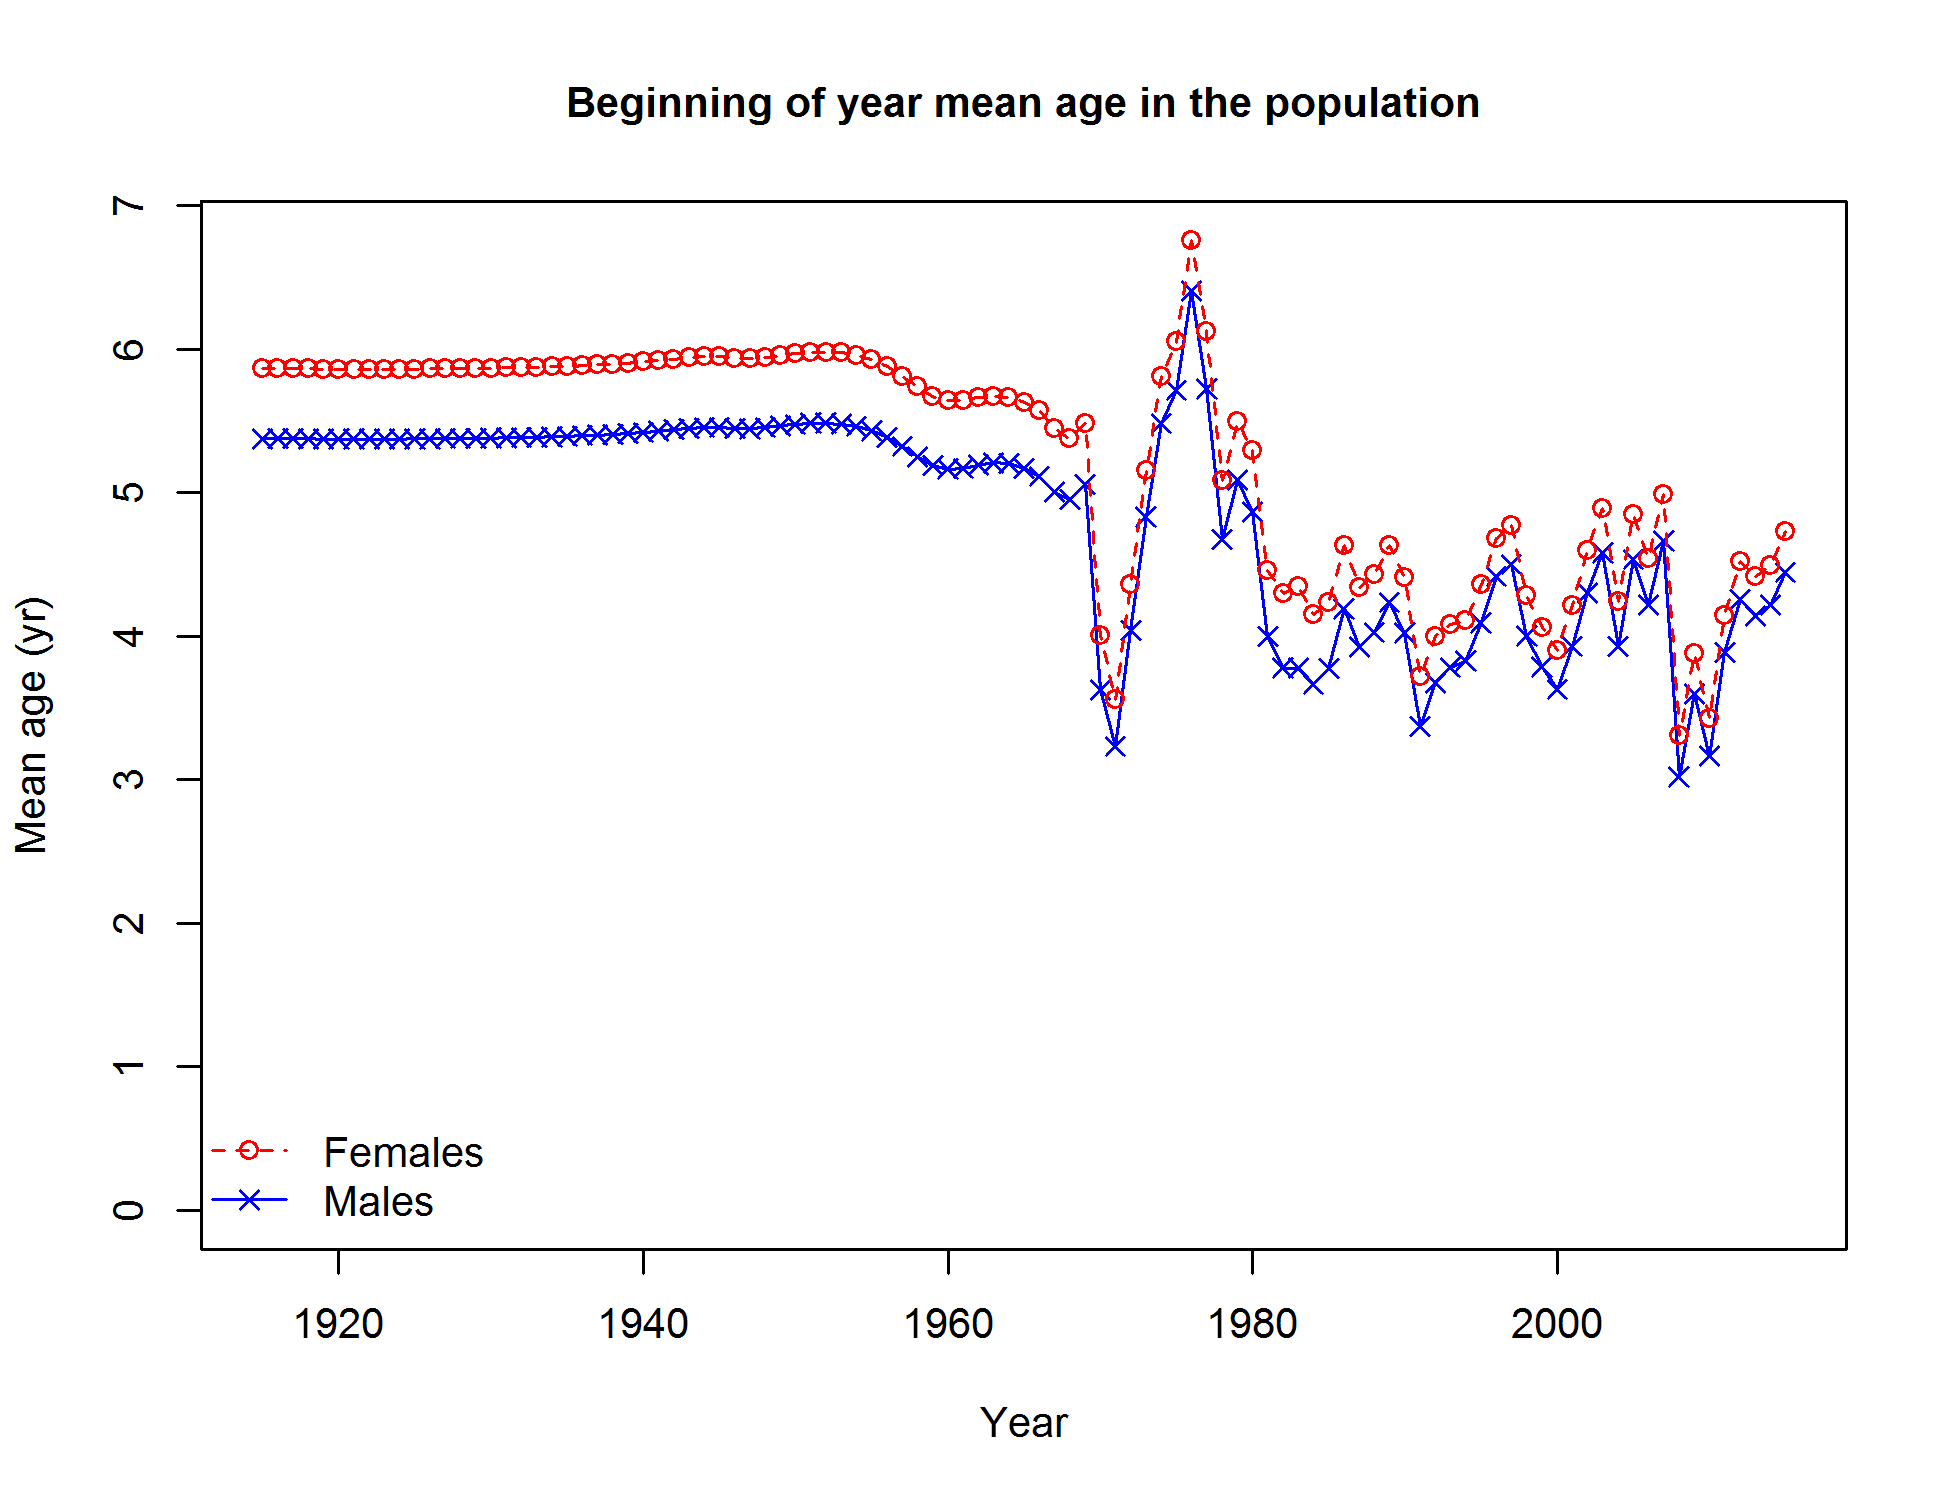 Beginning of year mean age in the population
Mean age (yr)
7
6
5
4
3
2
1
0
Females
Males
1920 1940 1960 1980 2000
Year